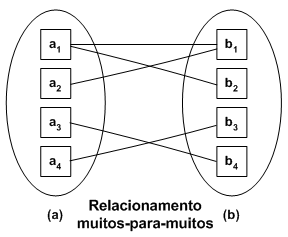 a1 b1
a2 b2
a3 b3
a4 b4
Relacionamento
(a) muitos-para-muitos (b)